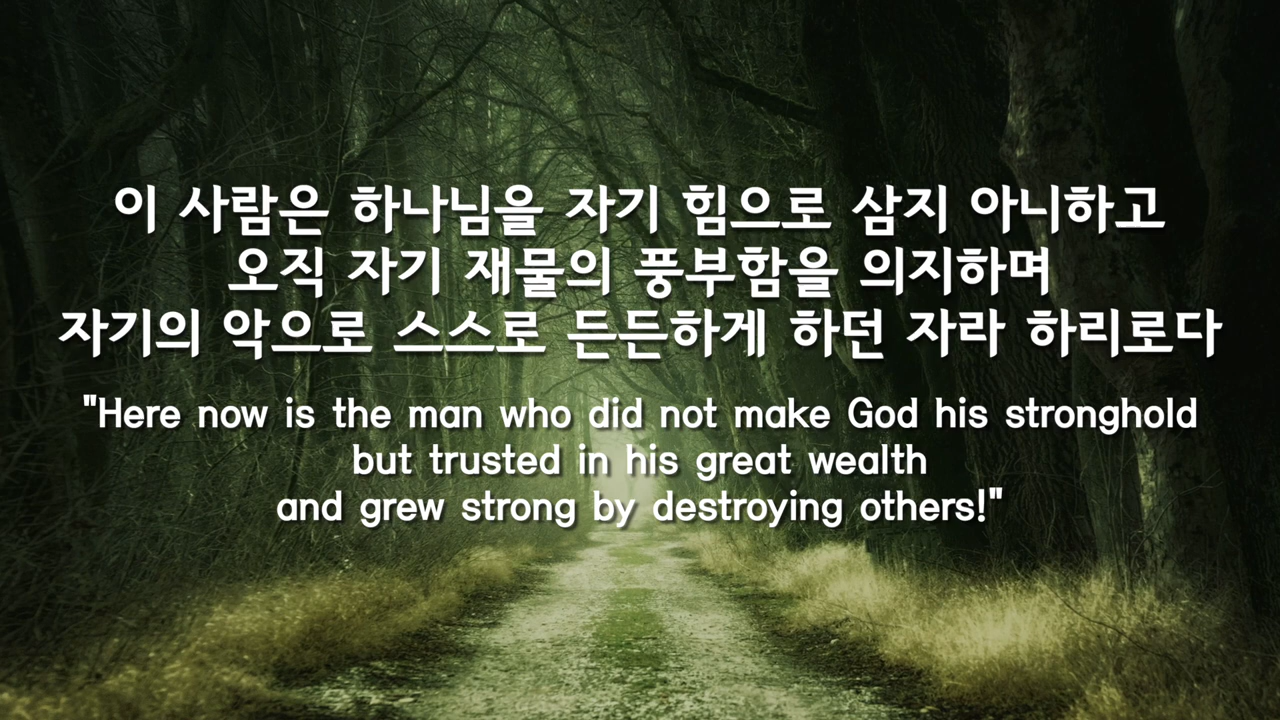 이 사람은 하나님을 자기 힘으로 삼지 아니하고
오직 자기 재물의 풍부함을 의지하며
자기의 악으로 스스로 든든하게 하던 자라 하리로다
"Here now is the man who did not make God his stronghold
but trusted in his great wealth
and grew strong by destroying others!"